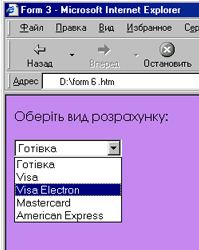 Form 3 - Microsoft Internet Explorer
Файл Правка Вид Избранное
Назад Вперед Остановить
Адрес D:\form 6 .htm
Оберіть вид розрахунку:
Готівка
Готівка
Visa
Visa Electron
Mastercard
American Express